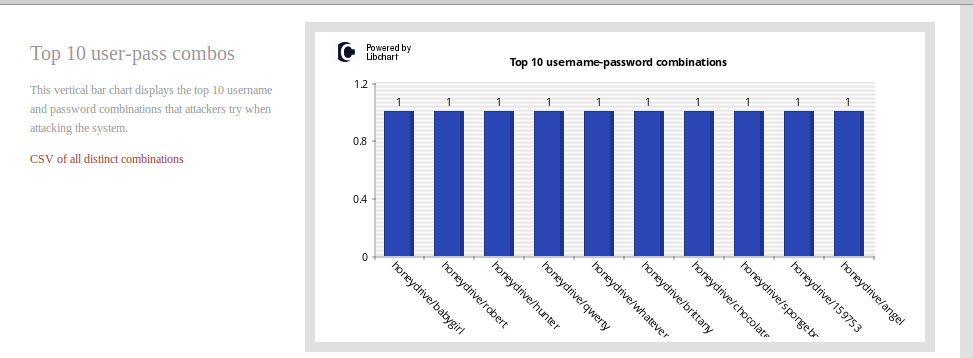 Top 10 user-pass combos
This vertical bar chart displays the top 10 username
and password combinations that attackers try when
attacking the system.
CSV of all distinct combinations
Powered by
Libchart
Top 10 username-password combinations
1.2
0.8
0.4
0
1 1 1 1 1 1 1 1 1 1
honeydrive/babygirl
honeydrive/robert
honeydrive/hunter
honeydrive/qwerty
honeydrive/whatever
honeydrive/brittany
honeydrive/chocolate
honeydrive/sponge
honeydrive/159753
honeydrive/angel